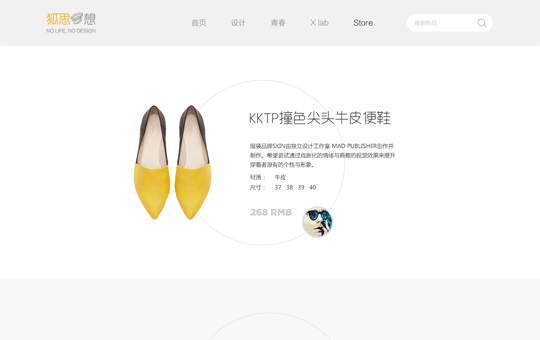 狐思想
NO LIFE, NO DESIGN
首页 设计 青春 X lab Store
搜索作品
KKTP撞色尖头牛皮便鞋
服装品牌SKIN由独立设计工作室 MAD PUBLISHER创作并
制作。希望尝试通过戏剧化的情绪与典雅的视觉效果来提升
穿着者原有的个性与形象。
材质： 牛皮
尺寸： 37 38 39 40
268 RMB